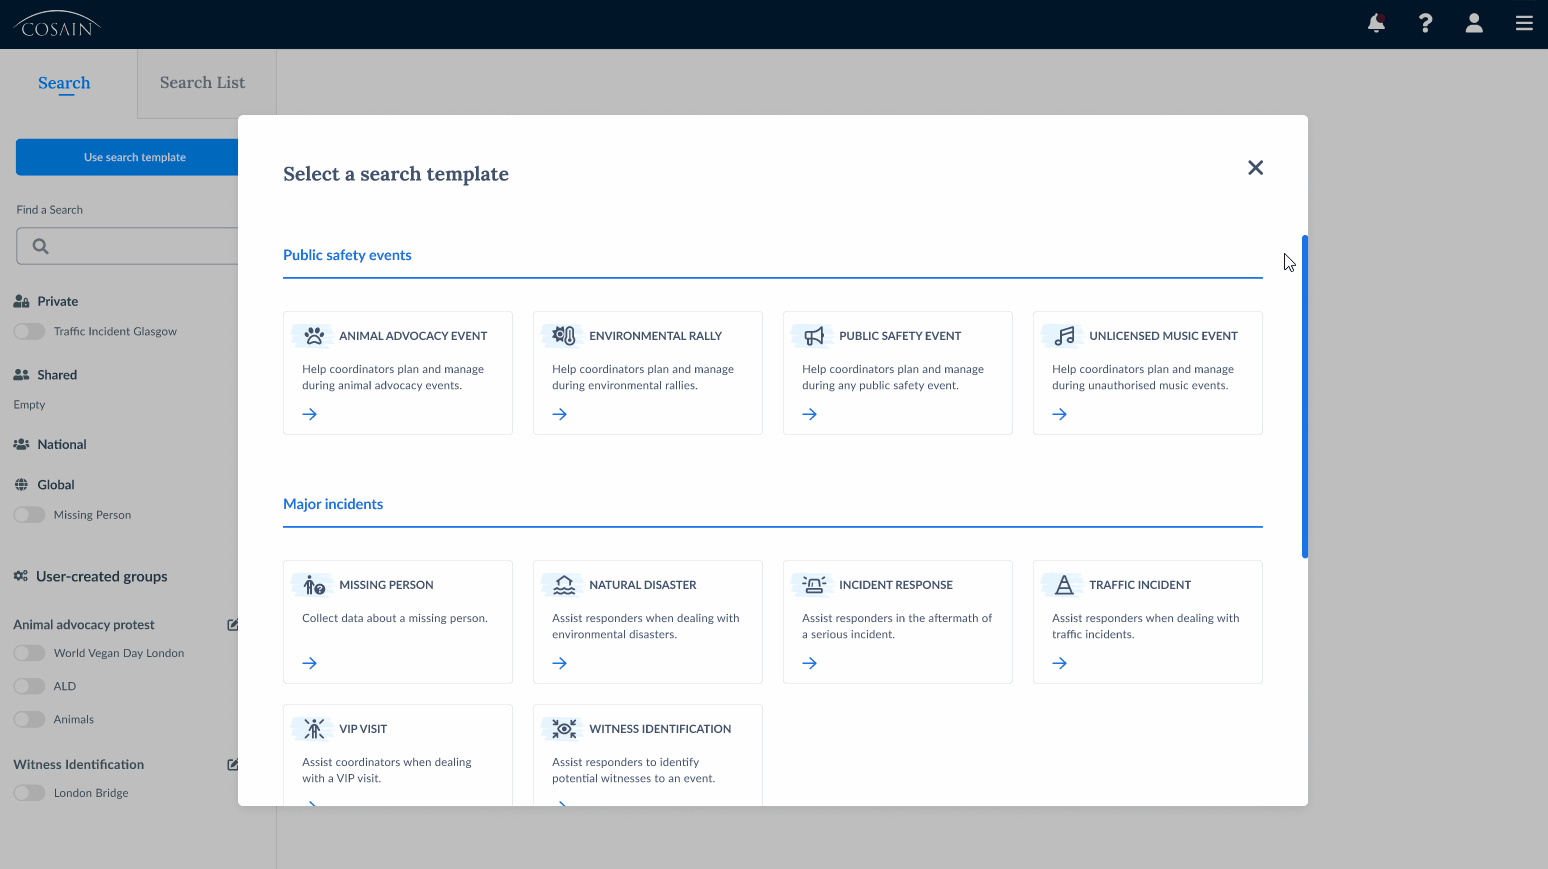 COSAIN
Search
Search List
Use search template
Find a Search
Private
Traffic Incident Glasgow
Shared
Empty
National
Global
Missing Person
User-created groups
Animal advocacy protest
World Vegan Day London
ALD
Animals
Witness Identification
London Bridge
Select a search template
Public safety events
ANIMAL ADVOCACY EVENT
Help coordinators plan and manage
during animal advocacy events.
ENVIRONMENTAL RALLY
Help coordinators plan and manage
during environmental rallies.
PUBLIC SAFETY EVENT
Help coordinators plan and manage
during any public safety event.
UNLICENSED MUSIC EVENT
Help coordinators plan and manage
during unauthorised music events.
Major incidents
MISSING PERSON
Collect data about a missing person.
NATURAL DISASTER
Assist responders when dealing with
environmental disasters.
INCIDENT RESPONSE
Assist responders in the aftermath of
a serious incident.
TRAFFIC INCIDENT
Assist responders when dealing with
traffic incidents.
VIP VISIT
Assist coordinators when dealing
with a VIP visit.
WITNESS IDENTIFICATION
Assist responders to identify
potential witnesses to an event.